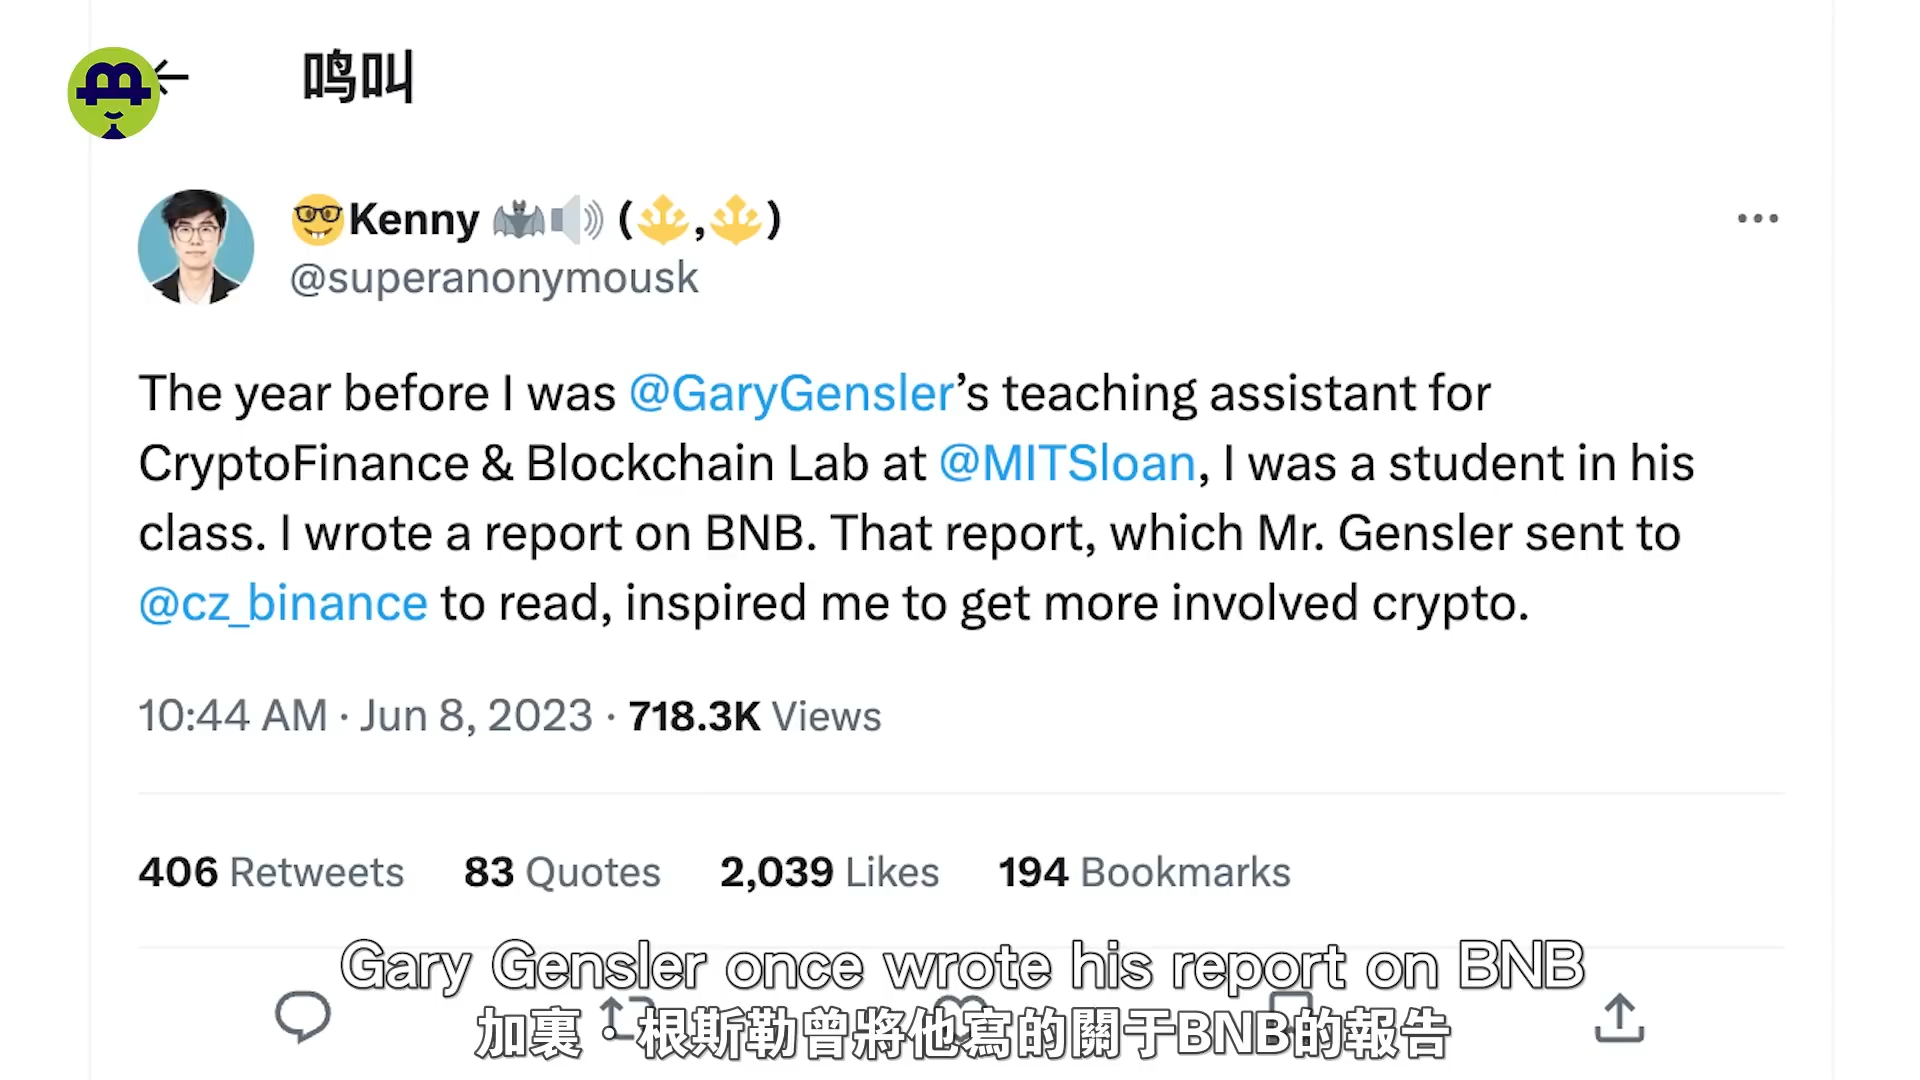 鸣叫
Kenny (,)
@superanonymousk
The year before I was @GaryGensler’s teaching assistant for
CryptoFinance & Blockchain Lab at @MITSloan, I was a student in his
class. I wrote a report on BNB. That report, which Mr. Gensler sent to
@cz_binance to read, inspired me to get more involved crypto.
10:44 AM · Jun 8, 2023 · 718.3K Views
406 Retweets 83 Quotes 2,039 Likes 194 Bookmarks
Gary Gensler once wrote his report on BNB
加裏·根斯勒曾將他寫的關于BNB的報告